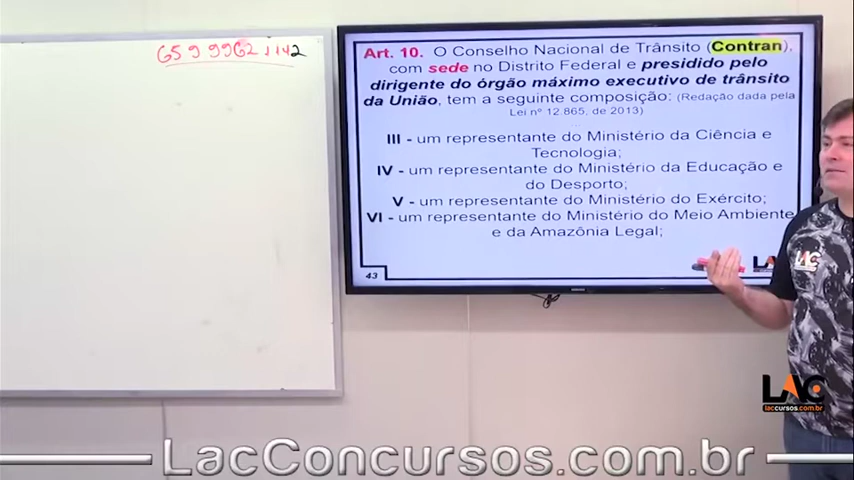 65 9 9962 1142
Art. 10. O Conselho Nacional de Trânsito (Contran),
com sede no Distrito Federal e presidido pelo
dirigente do órgão máximo executivo de trânsito
da União, tem a seguinte composição: (Redação dada pela
Lei nº 12.865, de 2013)
III - um representante do Ministério da Ciência e
Tecnologia;
IV - um representante do Ministério da Educação e
do Desporto;
V - um representante do Ministério do Exército;
VI - um representante do Ministério do Meio Ambiente
e da Amazônia Legal;
43
LAC
LAC
laccursos.com.br
LacConcursos.com.br